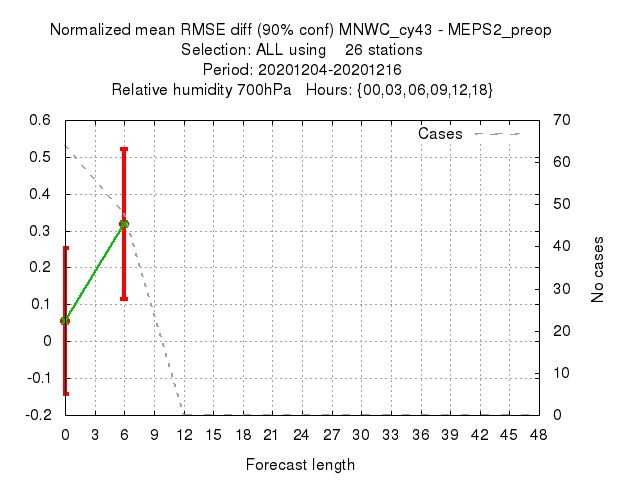 Normalized mean RMSE diff (90% conf) MNWC_cy43 - MEPS2_preop
Selection: ALL using 26 stations
Period: 20201204-20201216
Relative humidity 700hPa Hours: {00,03,06,09,12,18}
Cases
0.6
0.5
0.4
0.3
0.2
0.1
0
-0.1
-0.2
70
60
50
40
30
20
10
0
No cases
0 3 6 9 12 15 18 21 24 27 30 33 36 39 42 45 48
Forecast length